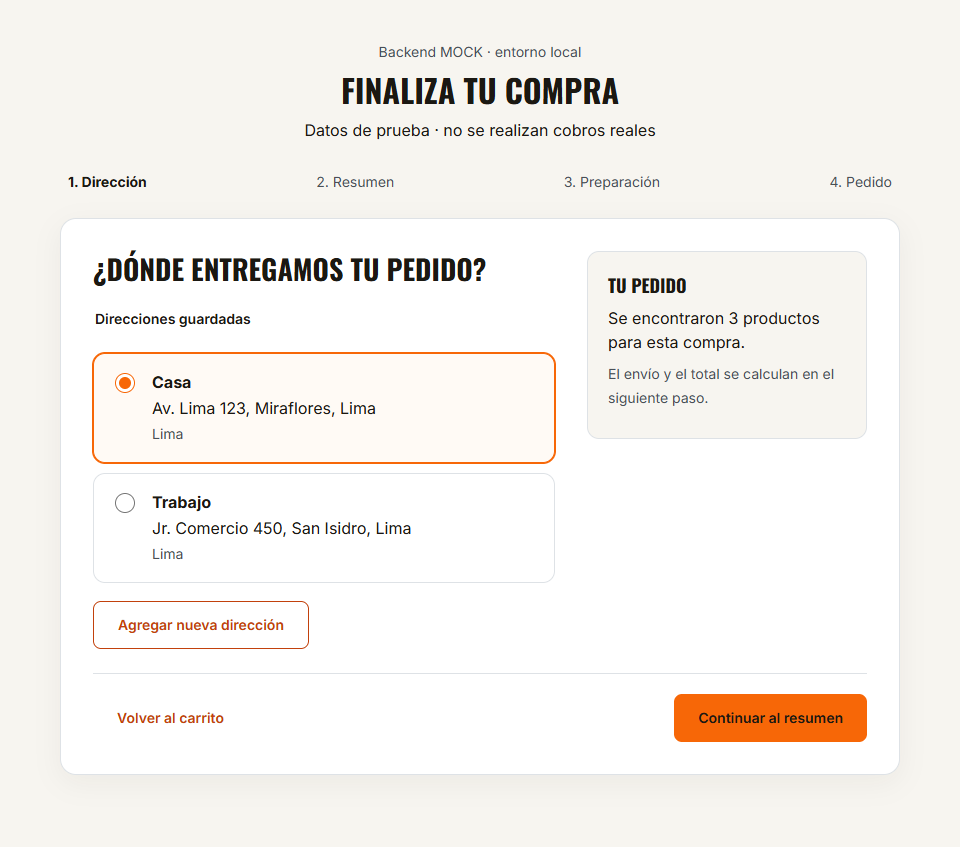 Backend MOCK · entorno local
FINALIZA TU COMPRA
Datos de prueba · no se realizan cobros reales
1. Dirección
2. Resumen
3. Preparación
4. Pedido
¿DÓNDE ENTREGAMOS TU PEDIDO?
Direcciones guardadas
Casa
Av. Lima 123, Miraflores, Lima
Lima
Trabajo
Jr. Comercio 450, San Isidro, Lima
Lima
Agregar nueva dirección
TU PEDIDO
Se encontraron 3 productos
para esta compra.
El envío y el total se calculan en el
siguiente paso.
Volver al carrito
Continuar al resumen